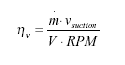 η_v = (ṁ · v_suction) / (V · RPM)